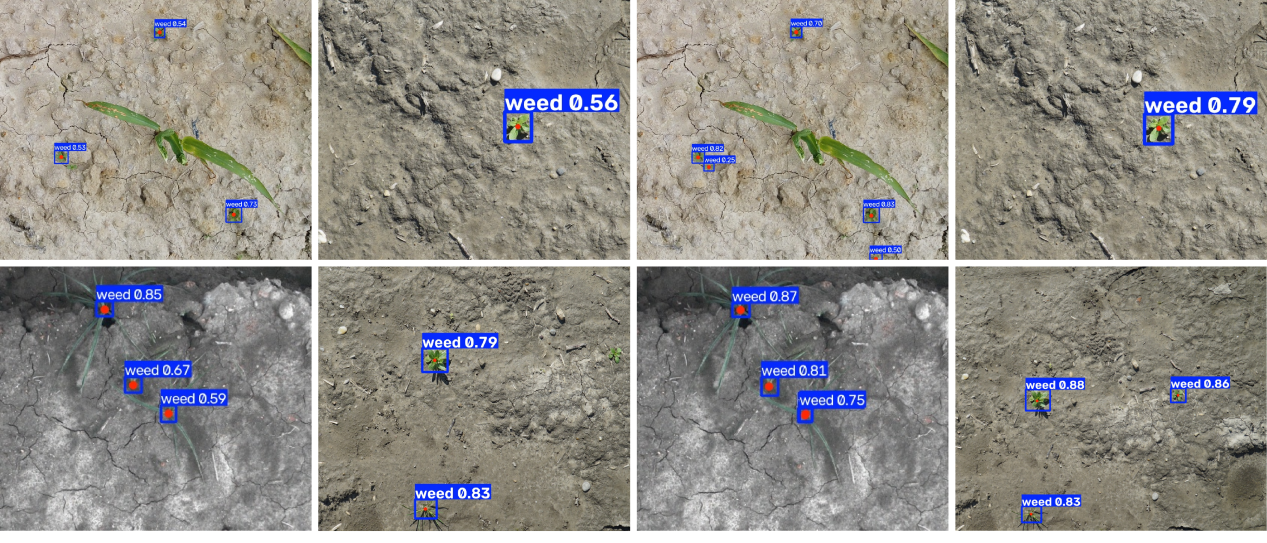 weed 0.54
weed 0.53
weed 0.73
weed 0.56
weed 0.70
weed 0.82
weed 0.25
weed 0.83
weed 0.50
weed 0.79
weed 0.85
weed 0.67
weed 0.59
weed 0.79
weed 0.83
weed 0.87
weed 0.81
weed 0.75
weed 0.88
weed 0.86
weed 0.83